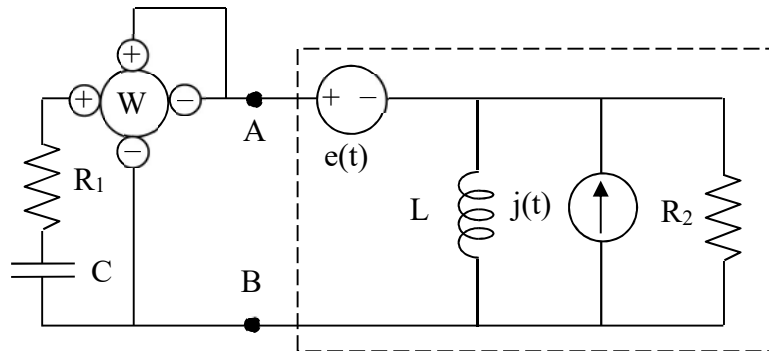 +
+ W − A + −
−
e(t)
R₁
L j(t) R₂
C
B